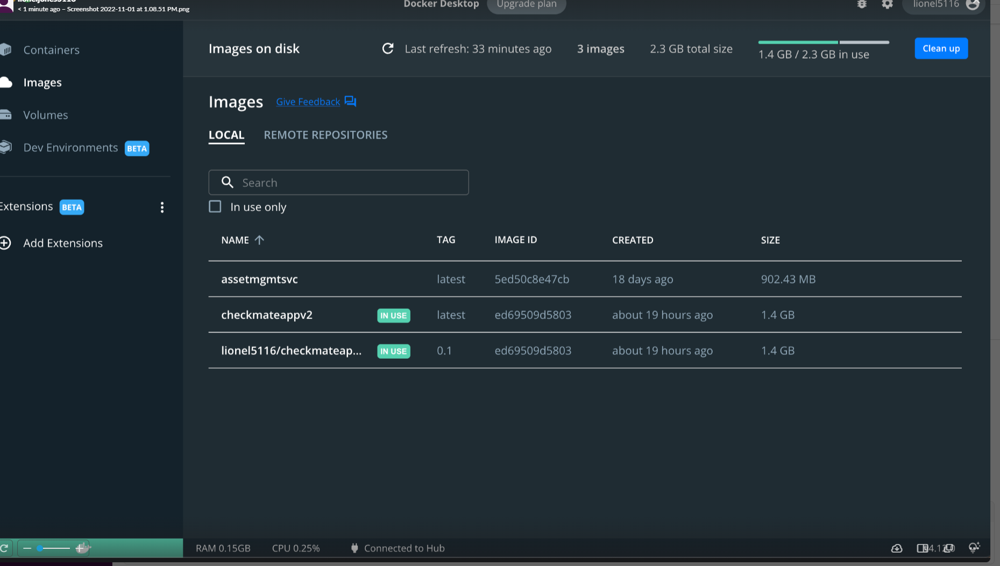 < 1 minute ago – Screenshot 2022-11-01 at 1.08.51 PM.png
Docker Desktop
Upgrade plan
lionel5116
Containers
Images
Volumes
Dev Environments BETA
Extensions BETA
Add Extensions
Images on disk
Last refresh: 33 minutes ago
3 images
2.3 GB total size
1.4 GB / 2.3 GB in use
Clean up
Images Give Feedback
LOCAL REMOTE REPOSITORIES
Search
In use only
NAME TAG IMAGE ID CREATED SIZE
assetmgmtsvc latest 5ed50c8e47cb 18 days ago 902.43 MB
checkmateappv2 IN USE latest ed69509d5803 about 19 hours ago 1.4 GB
lionel5116/checkmateap... IN USE 0.1 ed69509d5803 about 19 hours ago 1.4 GB
RAM 0.15GB CPU 0.25% Connected to Hub